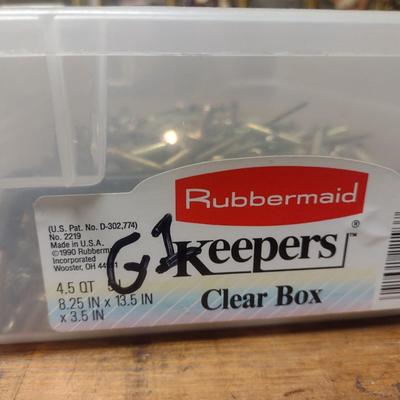 Rubbermaid
(U.S. Pat. No. D-302,774)
No. 2219
Made in U.S.A.
©1990 Rubbermaid
Incorporated
Wooster, OH
G1
Keepers ®
™
4.5 QT
8.25 IN x 13.5 IN
x 3.5 IN
Clear Box